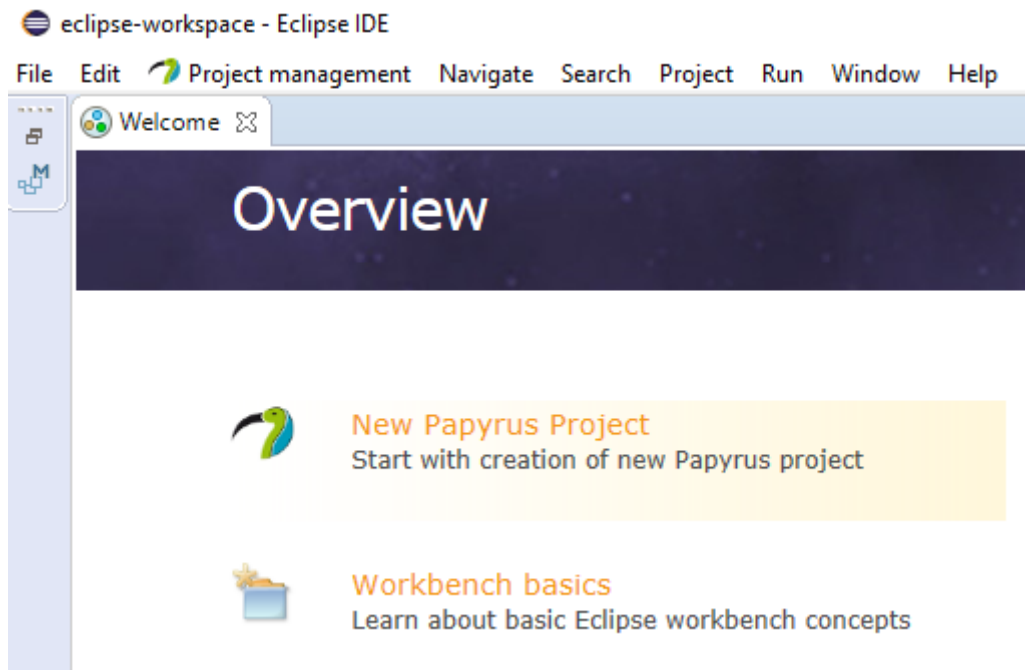 eclipse-workspace - Eclipse IDE
File Edit Project management Navigate Search Project Run Window Help
Welcome
M
Overview
New Papyrus Project
Start with creation of new Papyrus project
Workbench basics
Learn about basic Eclipse workbench concepts